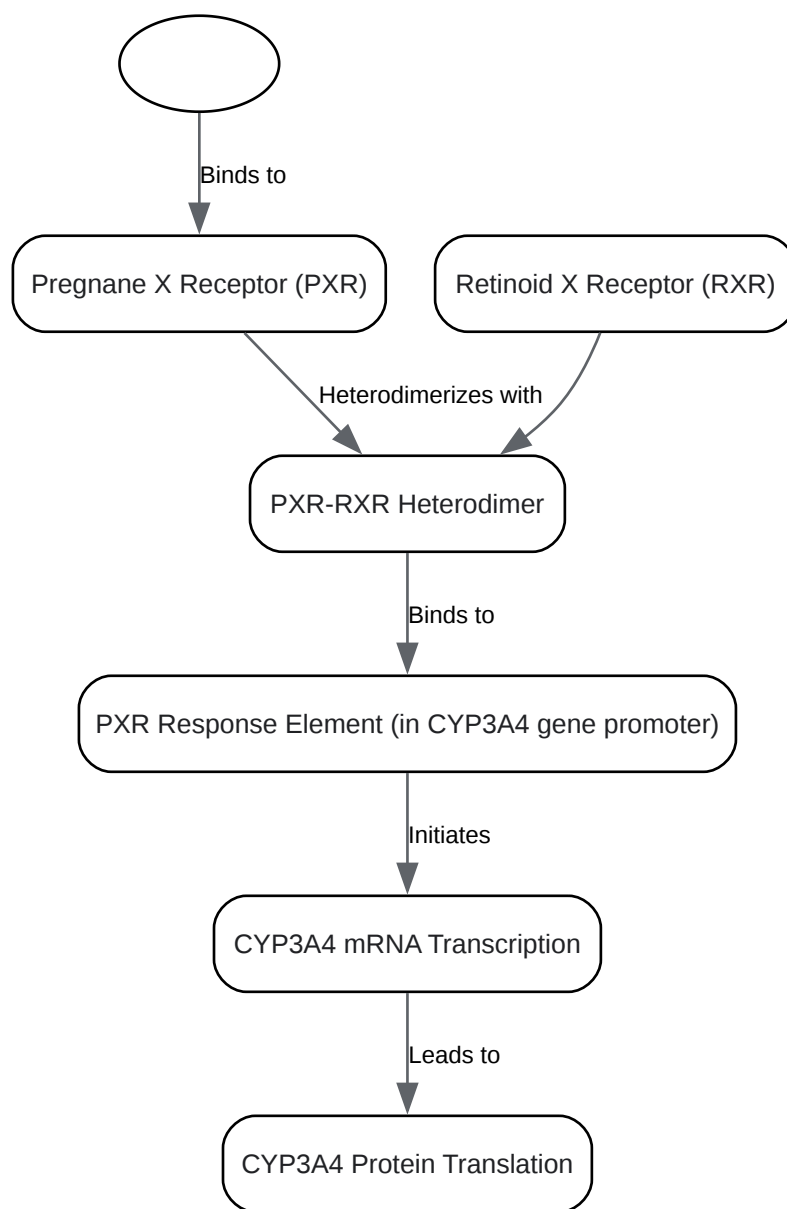 Binds to
Pregnane X Receptor (PXR)
Retinoid X Receptor (RXR)
Heterodimerizes with
PXR-RXR Heterodimer
Binds to
PXR Response Element (in CYP3A4 gene promoter)
Initiates
CYP3A4 mRNA Transcription
Leads to
CYP3A4 Protein Translation